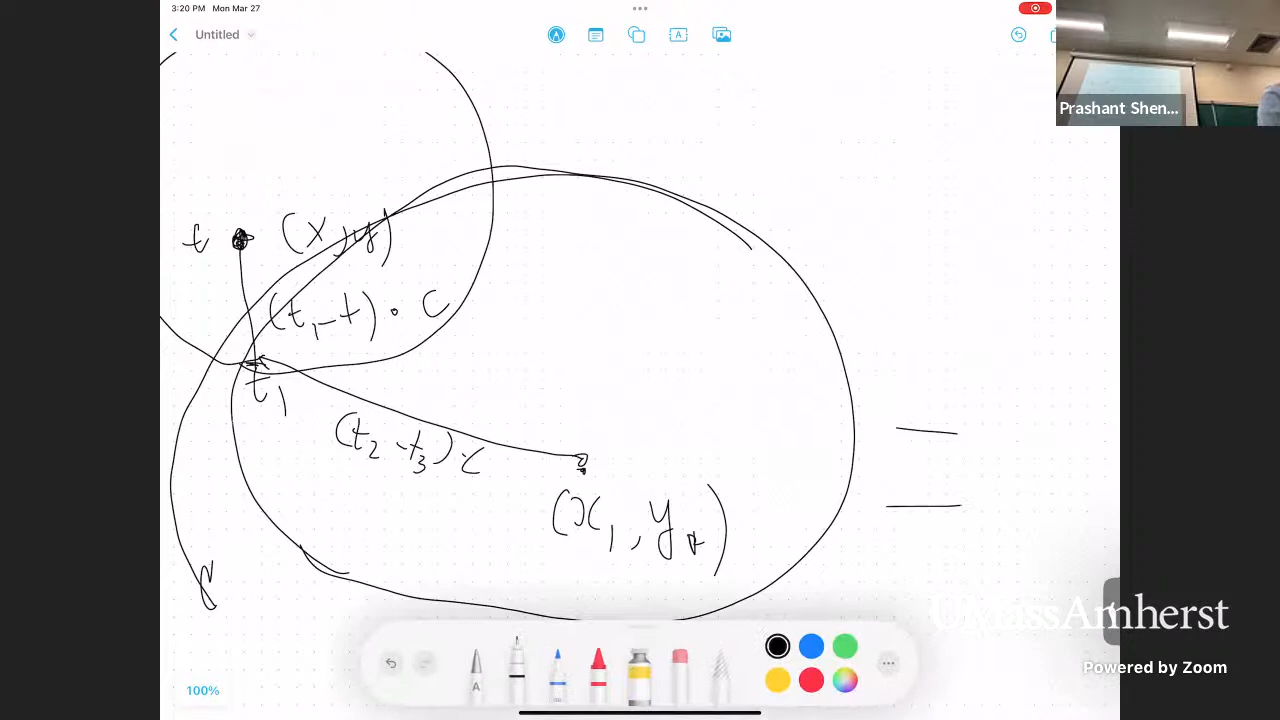 3:20 PM Mon Mar 27
Untitled
A
Prashant Shen...
t (x, y)
(t₁ - t) · c
t₁
(t₂ - t₃) · c
(x₁, y₁)
UMassAmherst
Powered by Zoom
A
100%